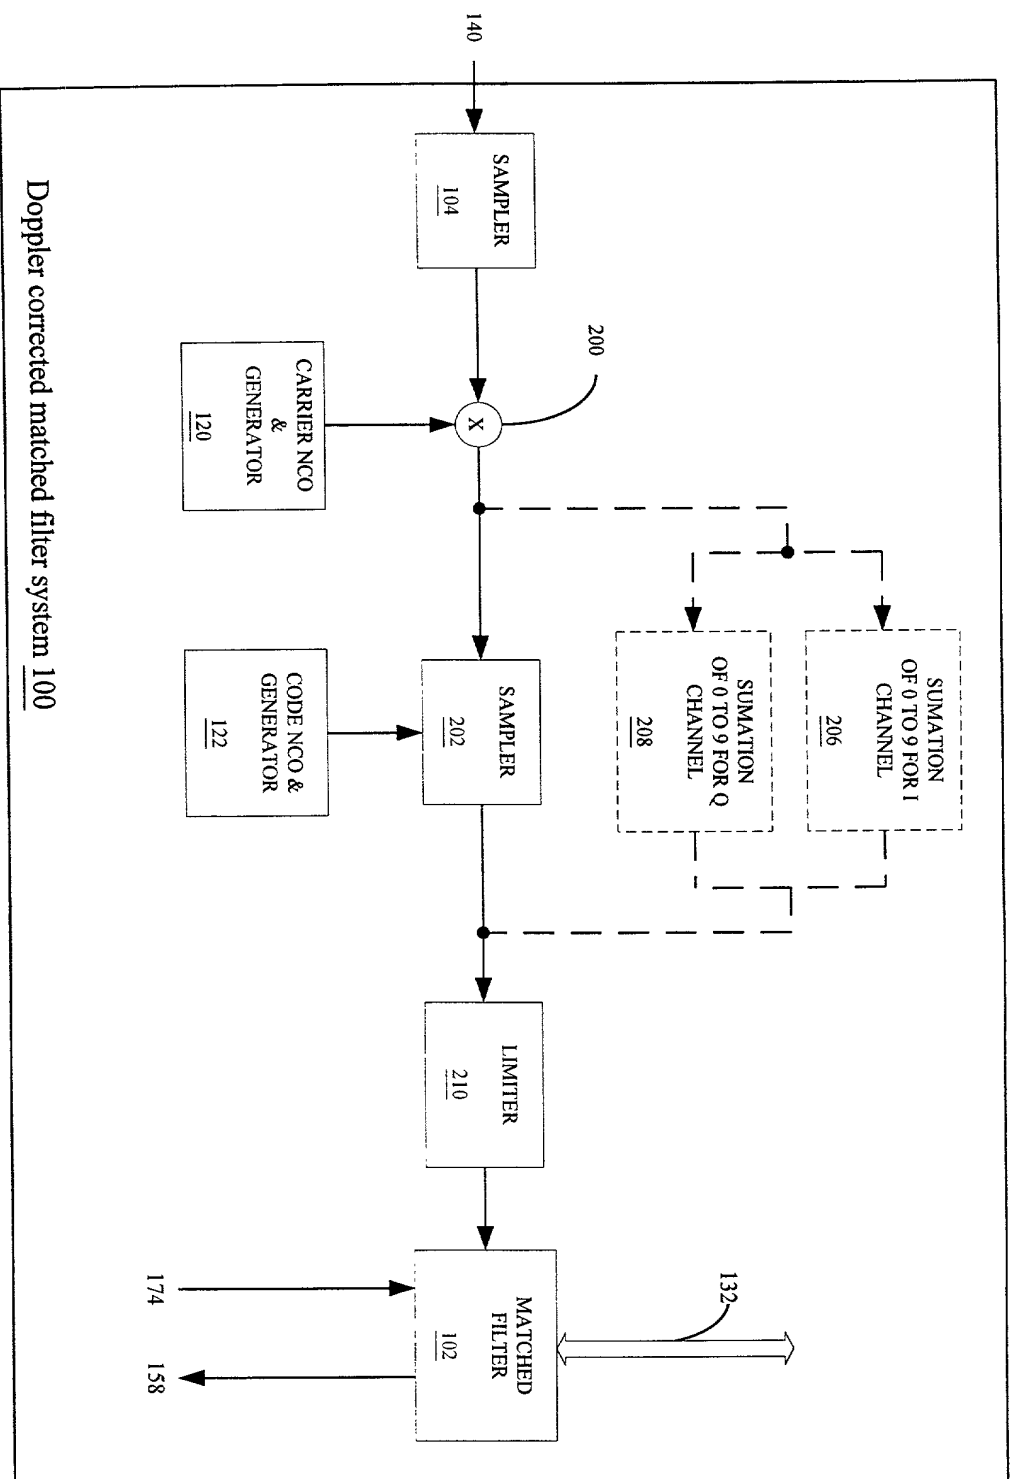 140
SAMPLER
104
200
X
CARRIER NCO
&
GENERATOR
120
SUMATION
OF 0 TO 9 FOR I
CHANNEL
206
SUMATION
OF 0 TO 9 FOR Q
CHANNEL
208
SAMPLER
202
CODE NCO &
GENERATOR
122
LIMITER
210
MATCHED
FILTER
102
132
174
158
Doppler corrected matched filter system 100